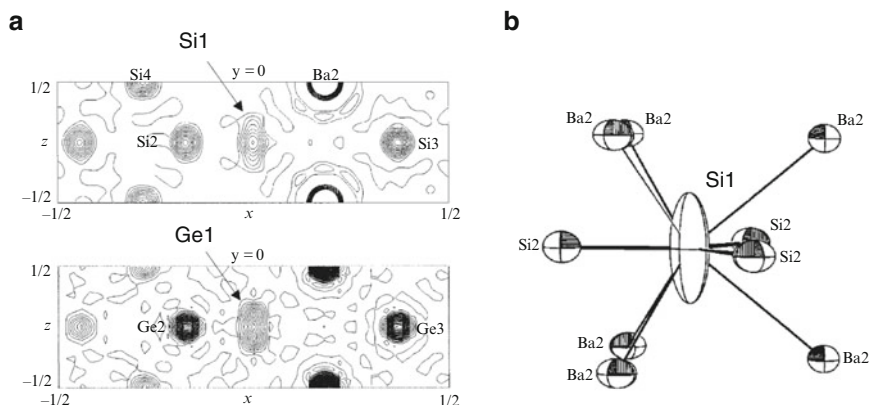 a
Si1
Si4
y = 0
Ba2
1/2
z
Si2
Si3
–1/2
–1/2
x
1/2
Ge1
y = 0
1/2
z
Ge2
Ge3
–1/2
–1/2
x
1/2
b
Ba2
Ba2
Ba2
Si1
Si2
Si2
Si2
Ba2
Ba2
Ba2